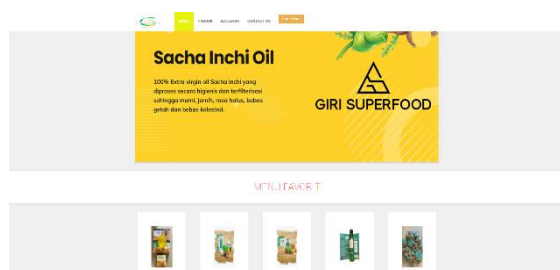 Sacha Inchi Oil
100% Extra virgin oil Sacha inchi yang
diproses secara higienis dan terfilterisasi
sehingga murni, jernih, rasa halus, bebas
getah dan bebas kolestrol.
GIRI SUPERFOOD
MENU FAVORIT